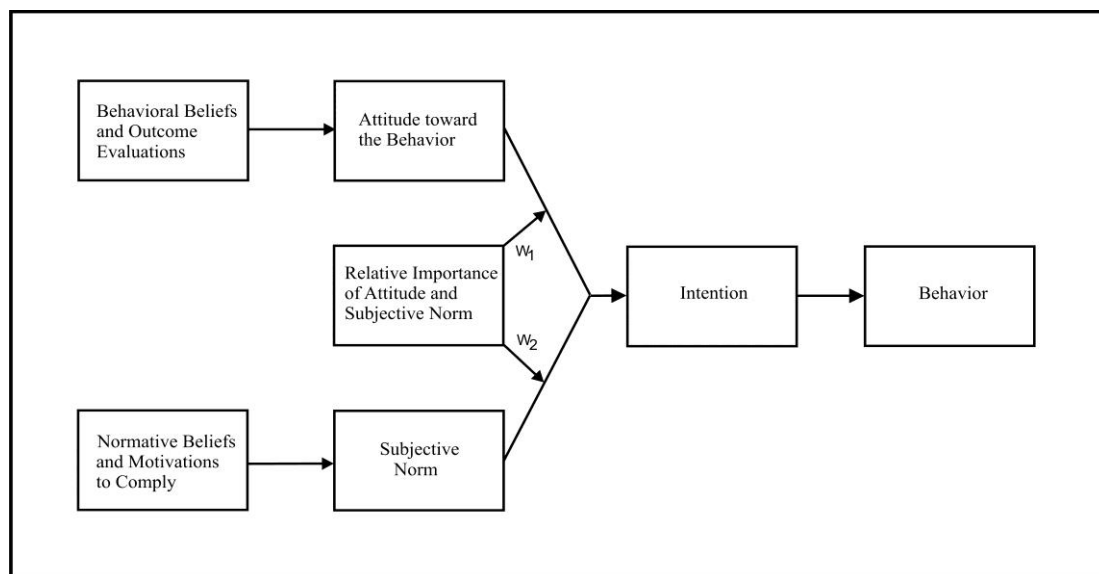 Behavioral Beliefs
and Outcome
Evaluations
Attitude toward
the Behavior
W1
Relative Importance
of Attitude and
Subjective Norm
W2
Intention
Behavior
Normative Beliefs
and Motivations
to Comply
Subjective
Norm